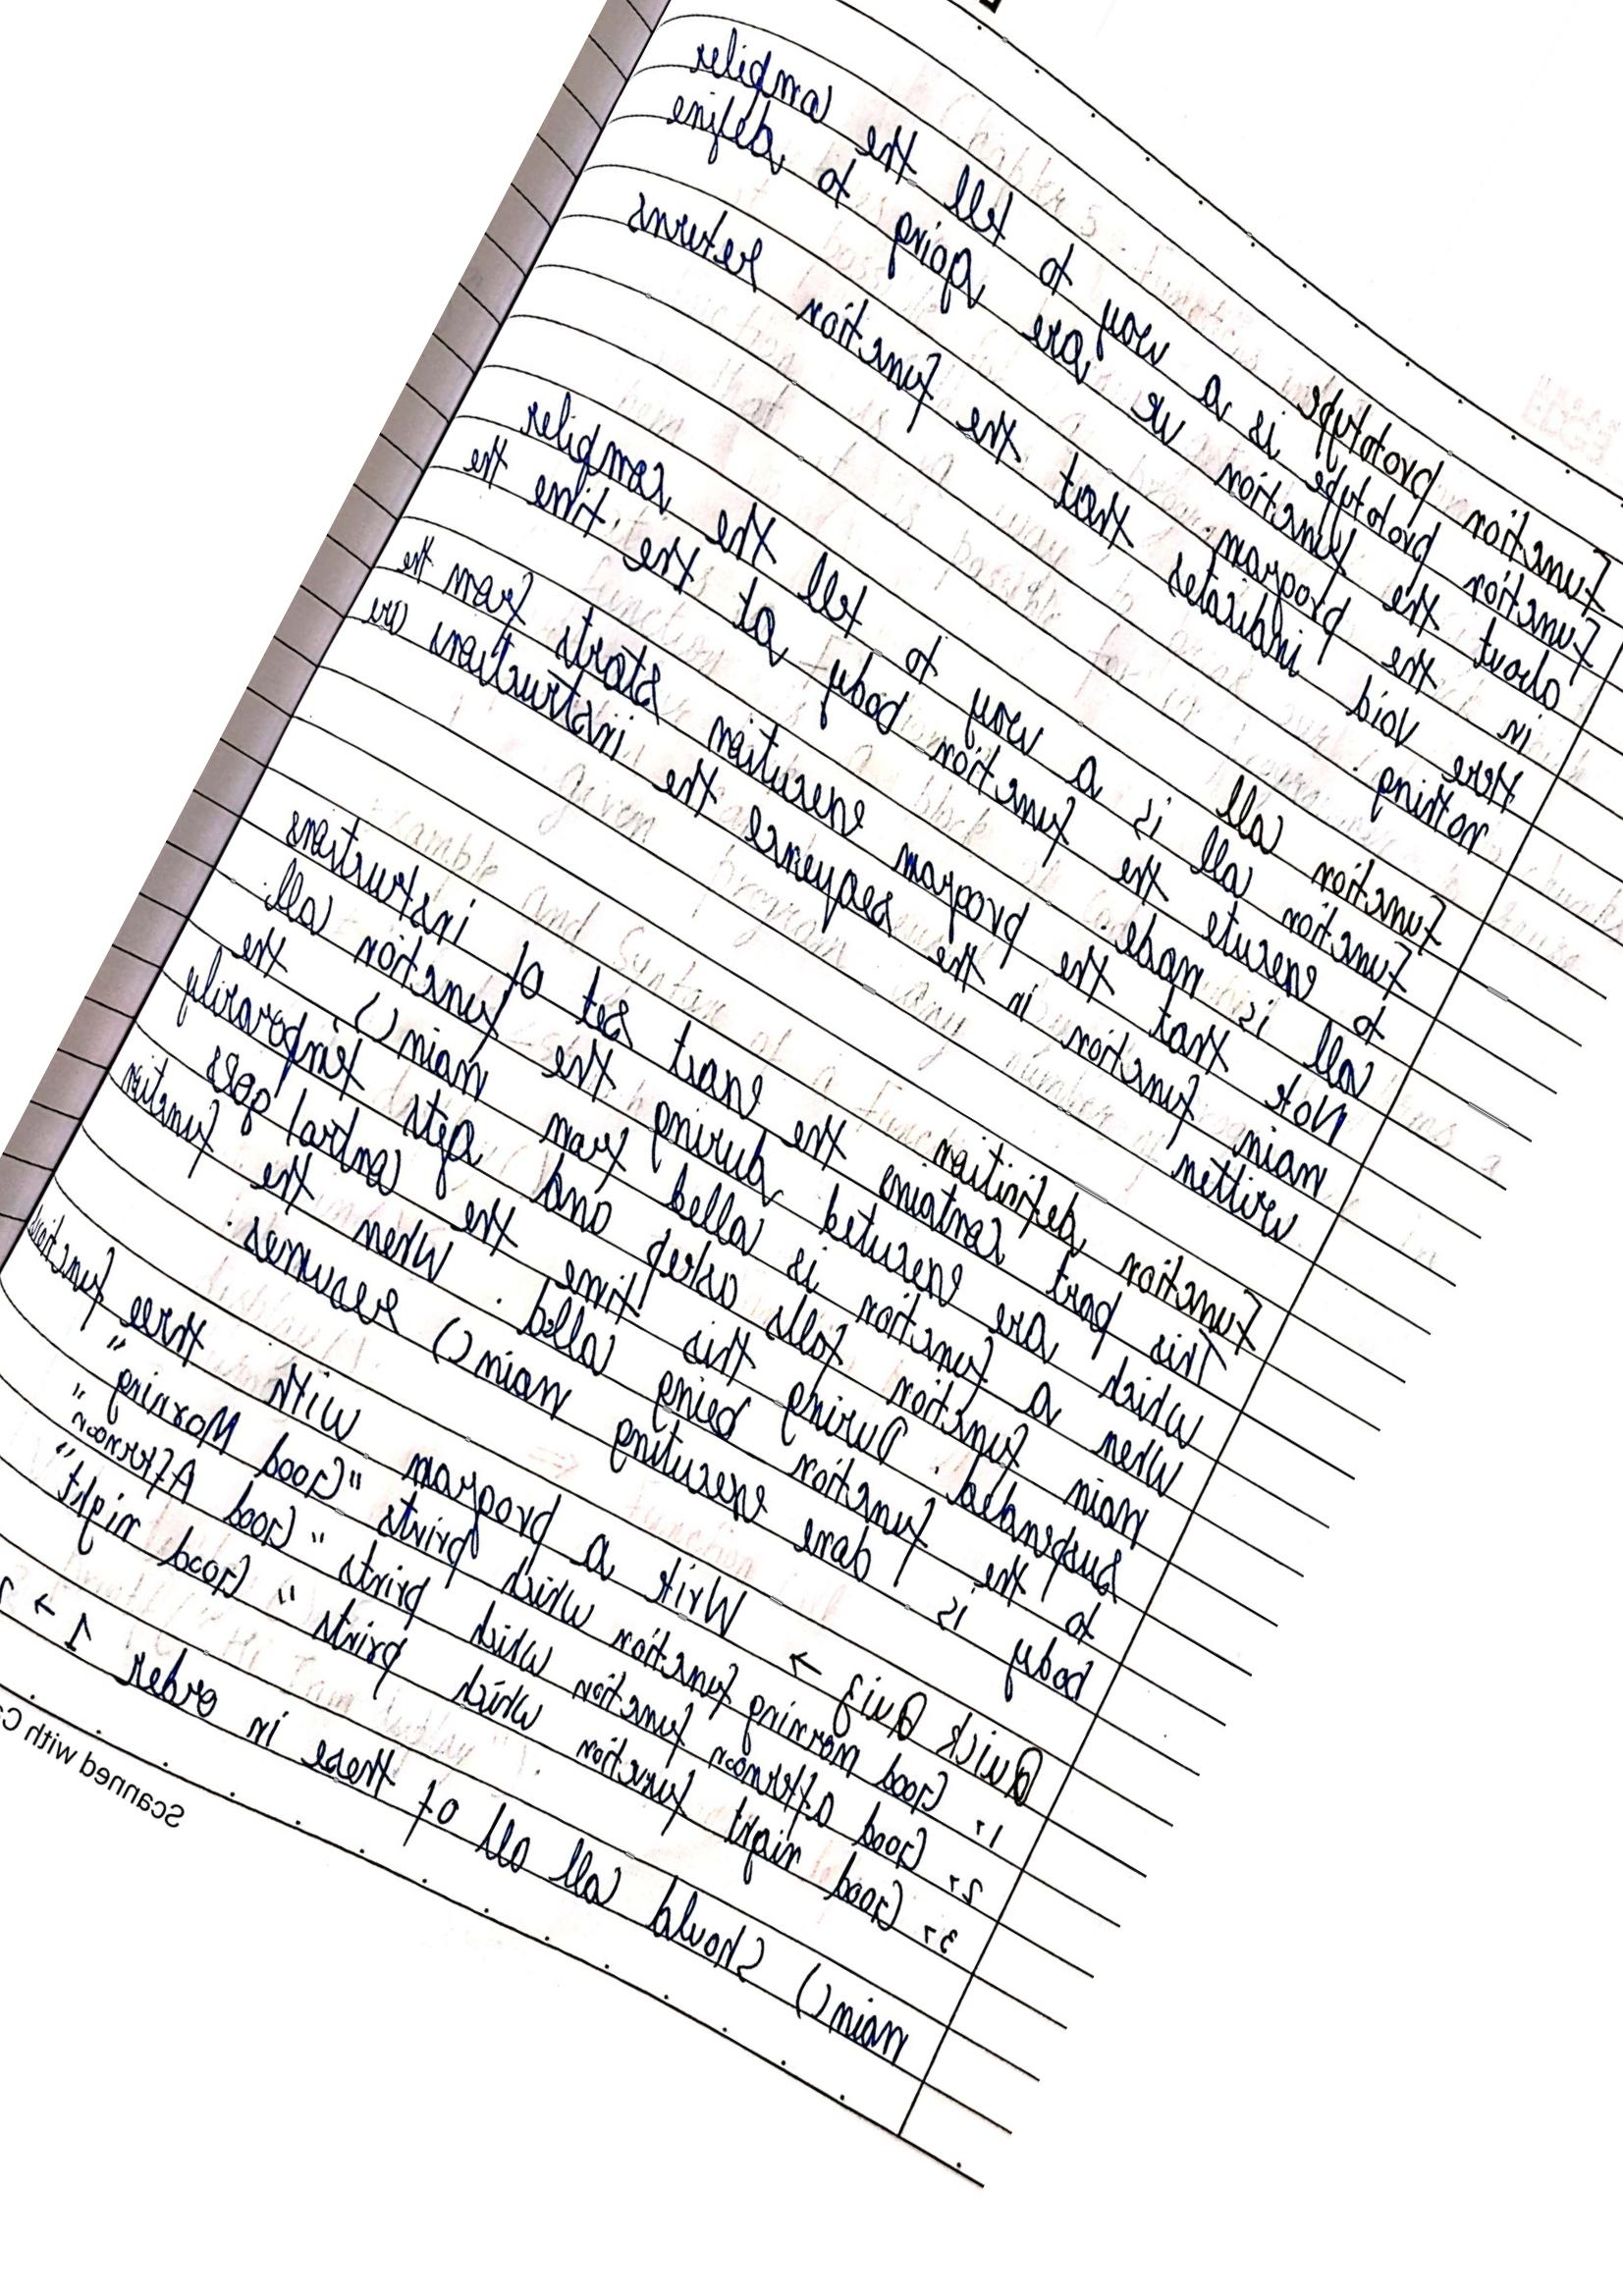 Function prototype
Function prototype is a way to tell the compiler
about the function we are going to define
in the program
Here void indicates that the function returns
nothing.
Function call
Function call is a way to tell the compiler
to execute the function body at the time the
call is made.
Note that the program execution starts from the
main function in the sequence the instructions are
written
Function definition
This part contains the exact set of instructions
which are executed during the function call.
When a function is called from main() the
main function falls asleep and gets temporarily
suspended. During this time the control goes
to the function being called. When the function
body is done executing main() resumes.
Quick Quiz → Write a program with three functions
1, Good morning function which prints "Good Morning"
2, Good afternoon function which prints "Good Afternoon"
3, Good night function which prints "Good night"
main() should call all of these in order 1 → 2
Scanned with